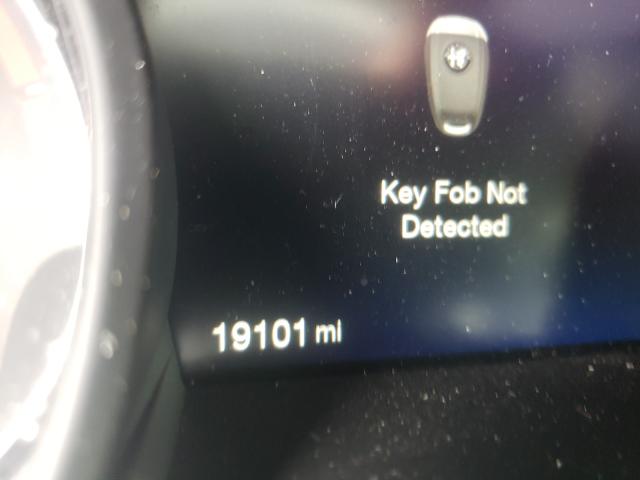 Key Fob Not
Detected
19101 mi